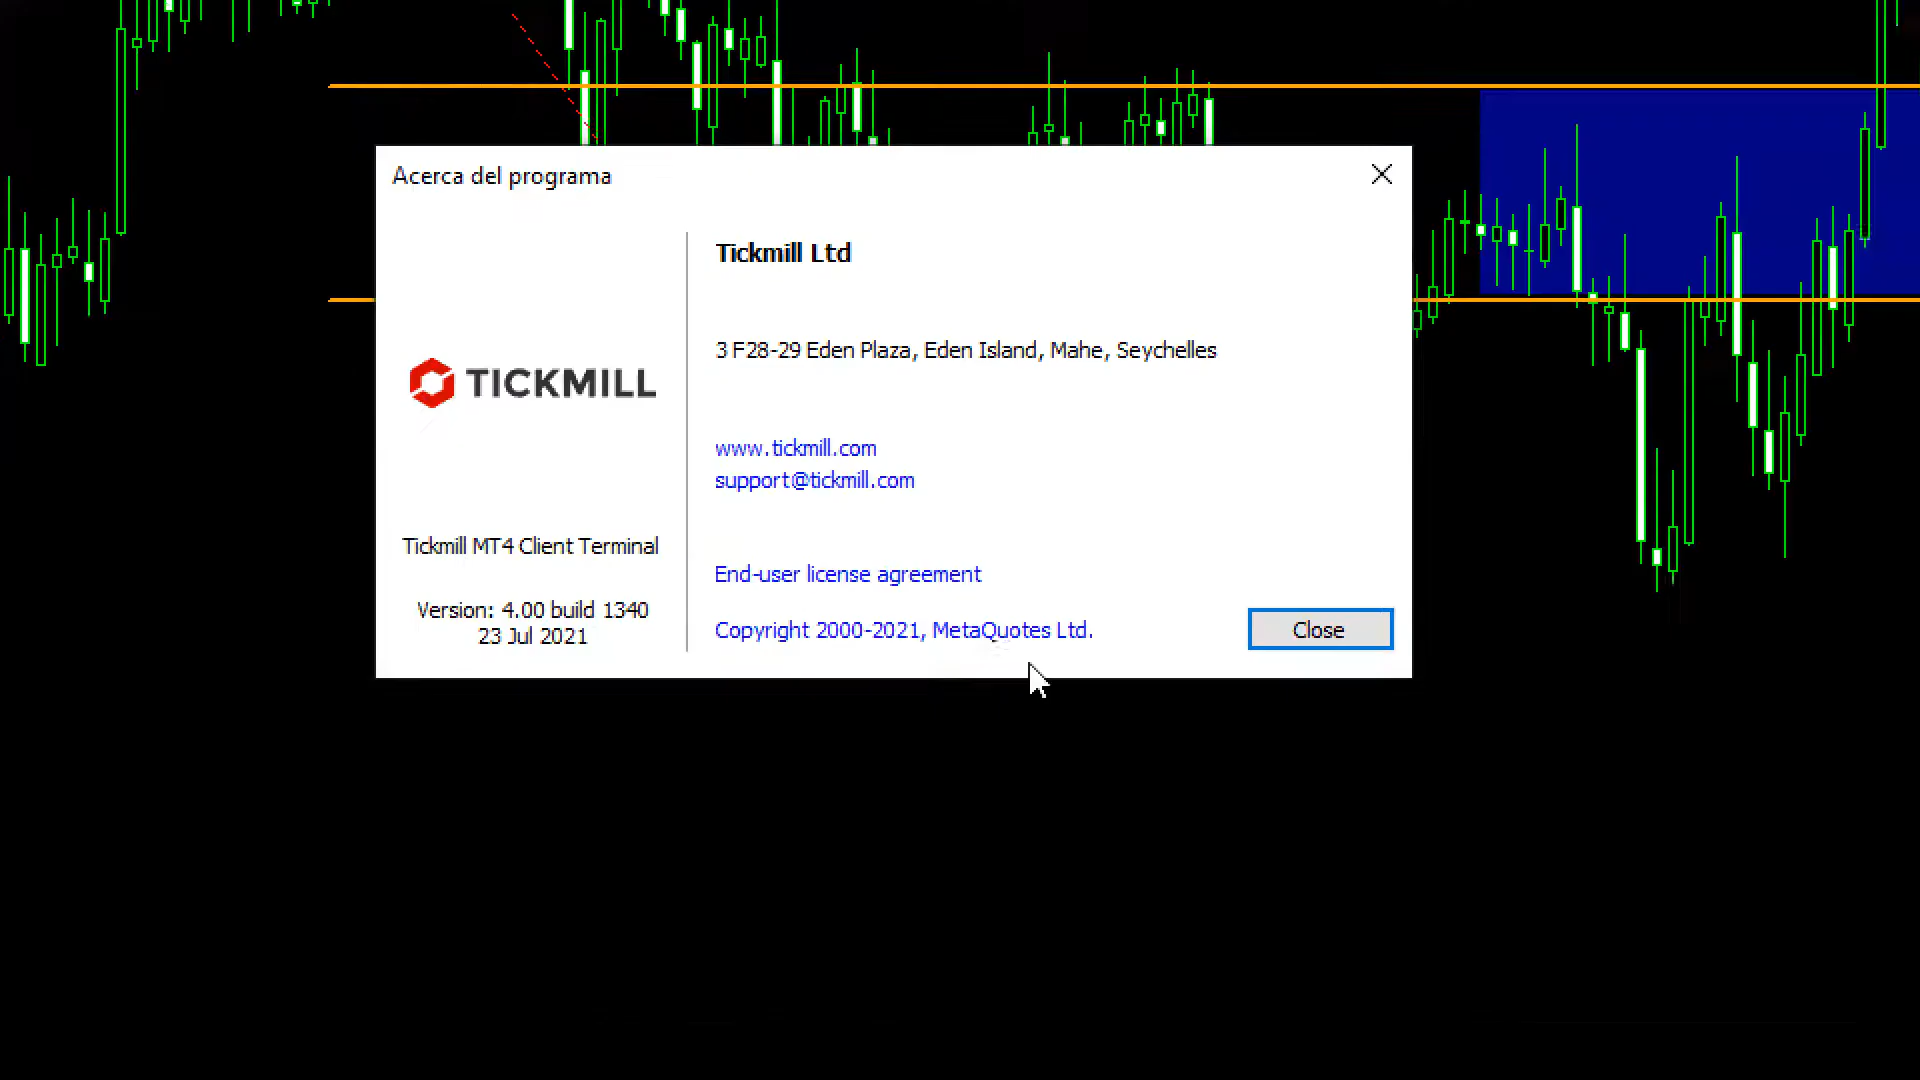 Acerca del programa
Tickmill Ltd
3 F28-29 Eden Plaza, Eden Island, Mahe, Seychelles
TICKMILL
www.tickmill.com
support@tickmill.com
Tickmill MT4 Client Terminal
End-user license agreement
Version: 4.00 build 1340
23 Jul 2021
Copyright 2000-2021, MetaQuotes Ltd.
Close